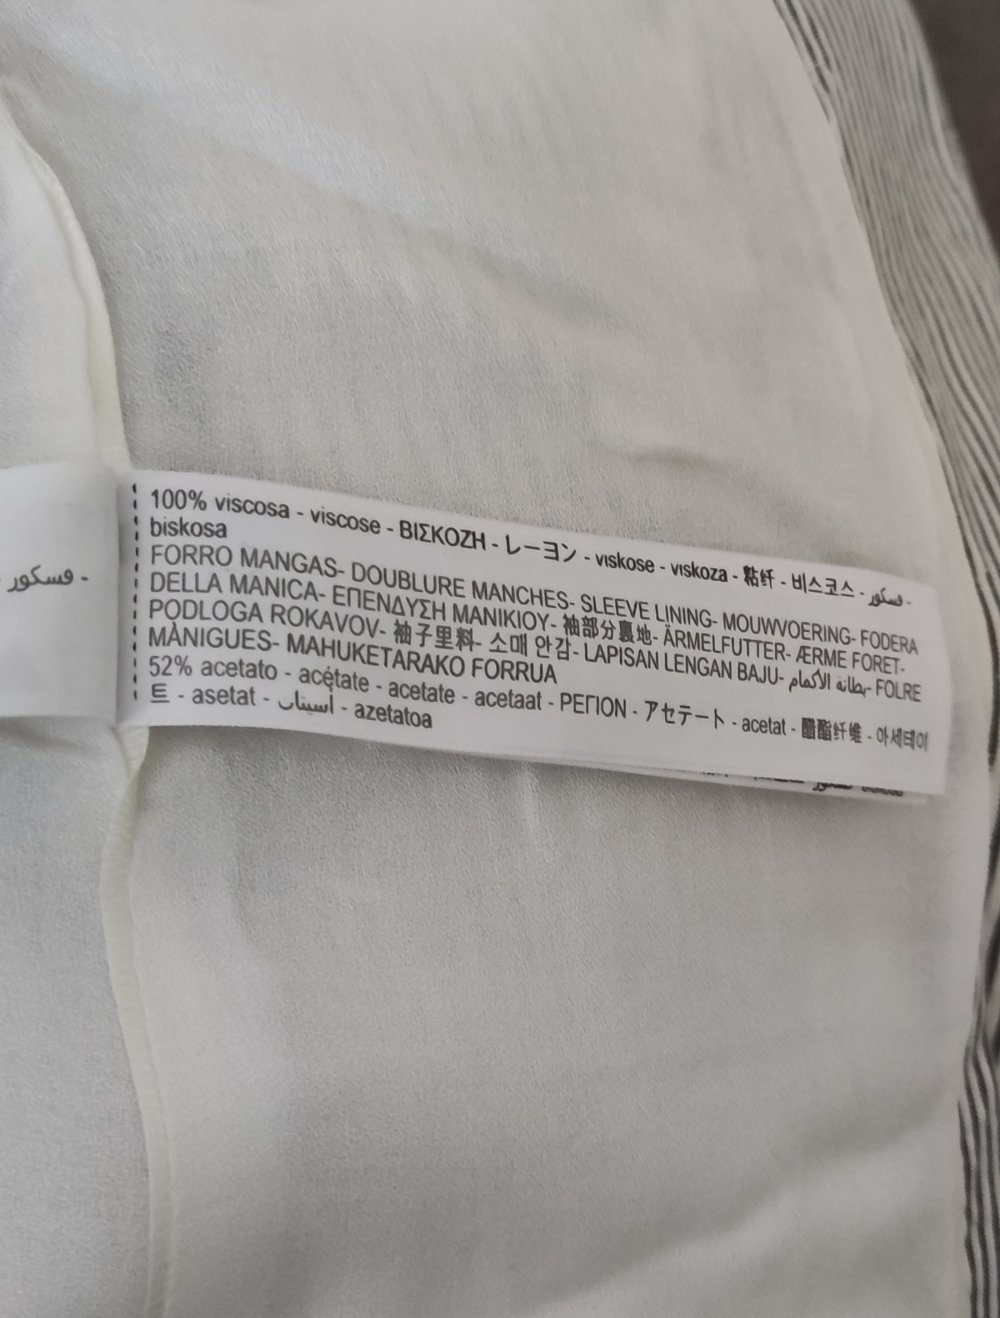 - فسكوز -
100% viscosa - viscose - ΒΙΣΚΟΖΗ - レーヨン - viskose - viskoza - 粘纤 - 비스코스 - فسكوز -
biskosa
FORRO MANGAS- DOUBLURE MANCHES- SLEEVE LINING- MOUWVOERING- FODERA
DELLA MANICA- ΕΠΕΝΔΥΣΗ ΜΑΝΙΚΙΟΥ- 袖部分裏地- ÄRMELFUTTER- ÆRME FORET-
PODLOGA ROKAVOV- 袖子里料- 소매 안감- LAPISAN LENGAN BAJU- بطانة الأكمام- FOLRE
MÀNIGUES- MAHUKETARAKO FORRUA
52% acetato - acétate - acetate - acetaat - ΡΕΓΙΟΝ - アセテート - acetat - 醋酯纤维 - 아세테이
트 - asetat - أسيتات - azetatoa